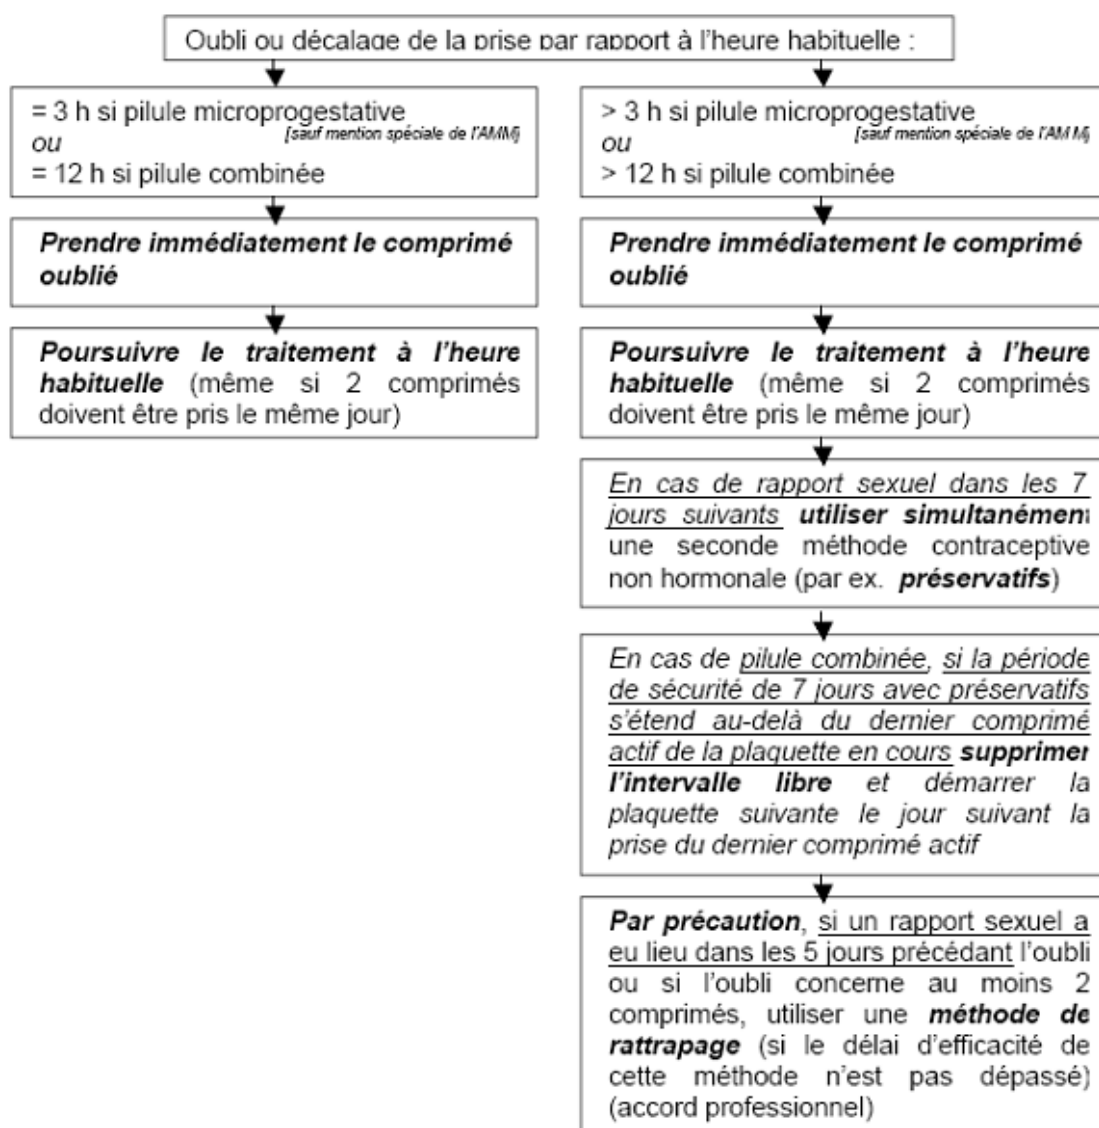 Oubli ou décalage de la prise par rapport à l'heure habituelle :
= 3 h si pilule microprogestative
[sauf mention spéciale de l'AMM]
ou
= 12 h si pilule combinée
Prendre immédiatement le comprimé
oublié
Poursuivre le traitement à l'heure
habituelle (même si 2 comprimés
doivent être pris le même jour)
> 3 h si pilule microprogestative
[sauf mention spéciale de l'AMM]
ou
> 12 h si pilule combinée
Prendre immédiatement le comprimé
oublié
Poursuivre le traitement à l'heure
habituelle (même si 2 comprimés
doivent être pris le même jour)
En cas de rapport sexuel dans les 7
jours suivants utiliser simultanément
une seconde méthode contraceptive
non hormonale (par ex. préservatifs)
En cas de pilule combinée, si la période
de sécurité de 7 jours avec préservatifs
s'étend au-delà du dernier comprimé
actif de la plaquette en cours supprimer
l'intervalle libre et démarrer la
plaquette suivante le jour suivant la
prise du dernier comprimé actif
Par précaution, si un rapport sexuel a
eu lieu dans les 5 jours précédant l'oubli
ou si l'oubli concerne au moins 2
comprimés, utiliser une méthode de
rattrapage (si le délai d'efficacité de
cette méthode n'est pas dépassé)
(accord professionnel)